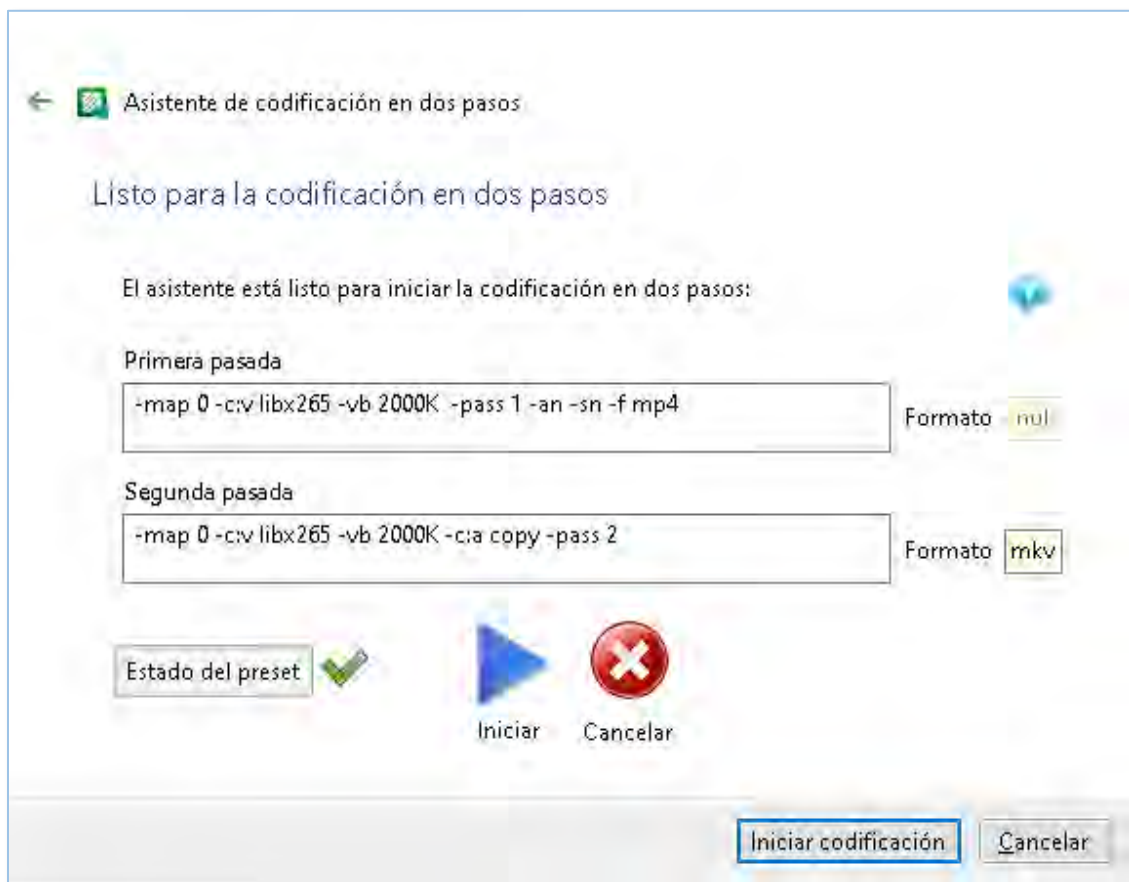 Asistente de codificación en dos pasos
Listo para la codificación en dos pasos
El asistente está listo para iniciar la codificación en dos pasos:
Primera pasada
-map 0 -c:v libx265 -vb 2000K -pass 1 -an -sn -f mp4
Formato nul
Segunda pasada
-map 0 -c:v libx265 -vb 2000K -c:a copy -pass 2
Formato mkv
Estado del preset
Iniciar Cancelar
Iniciar codificación Cancelar